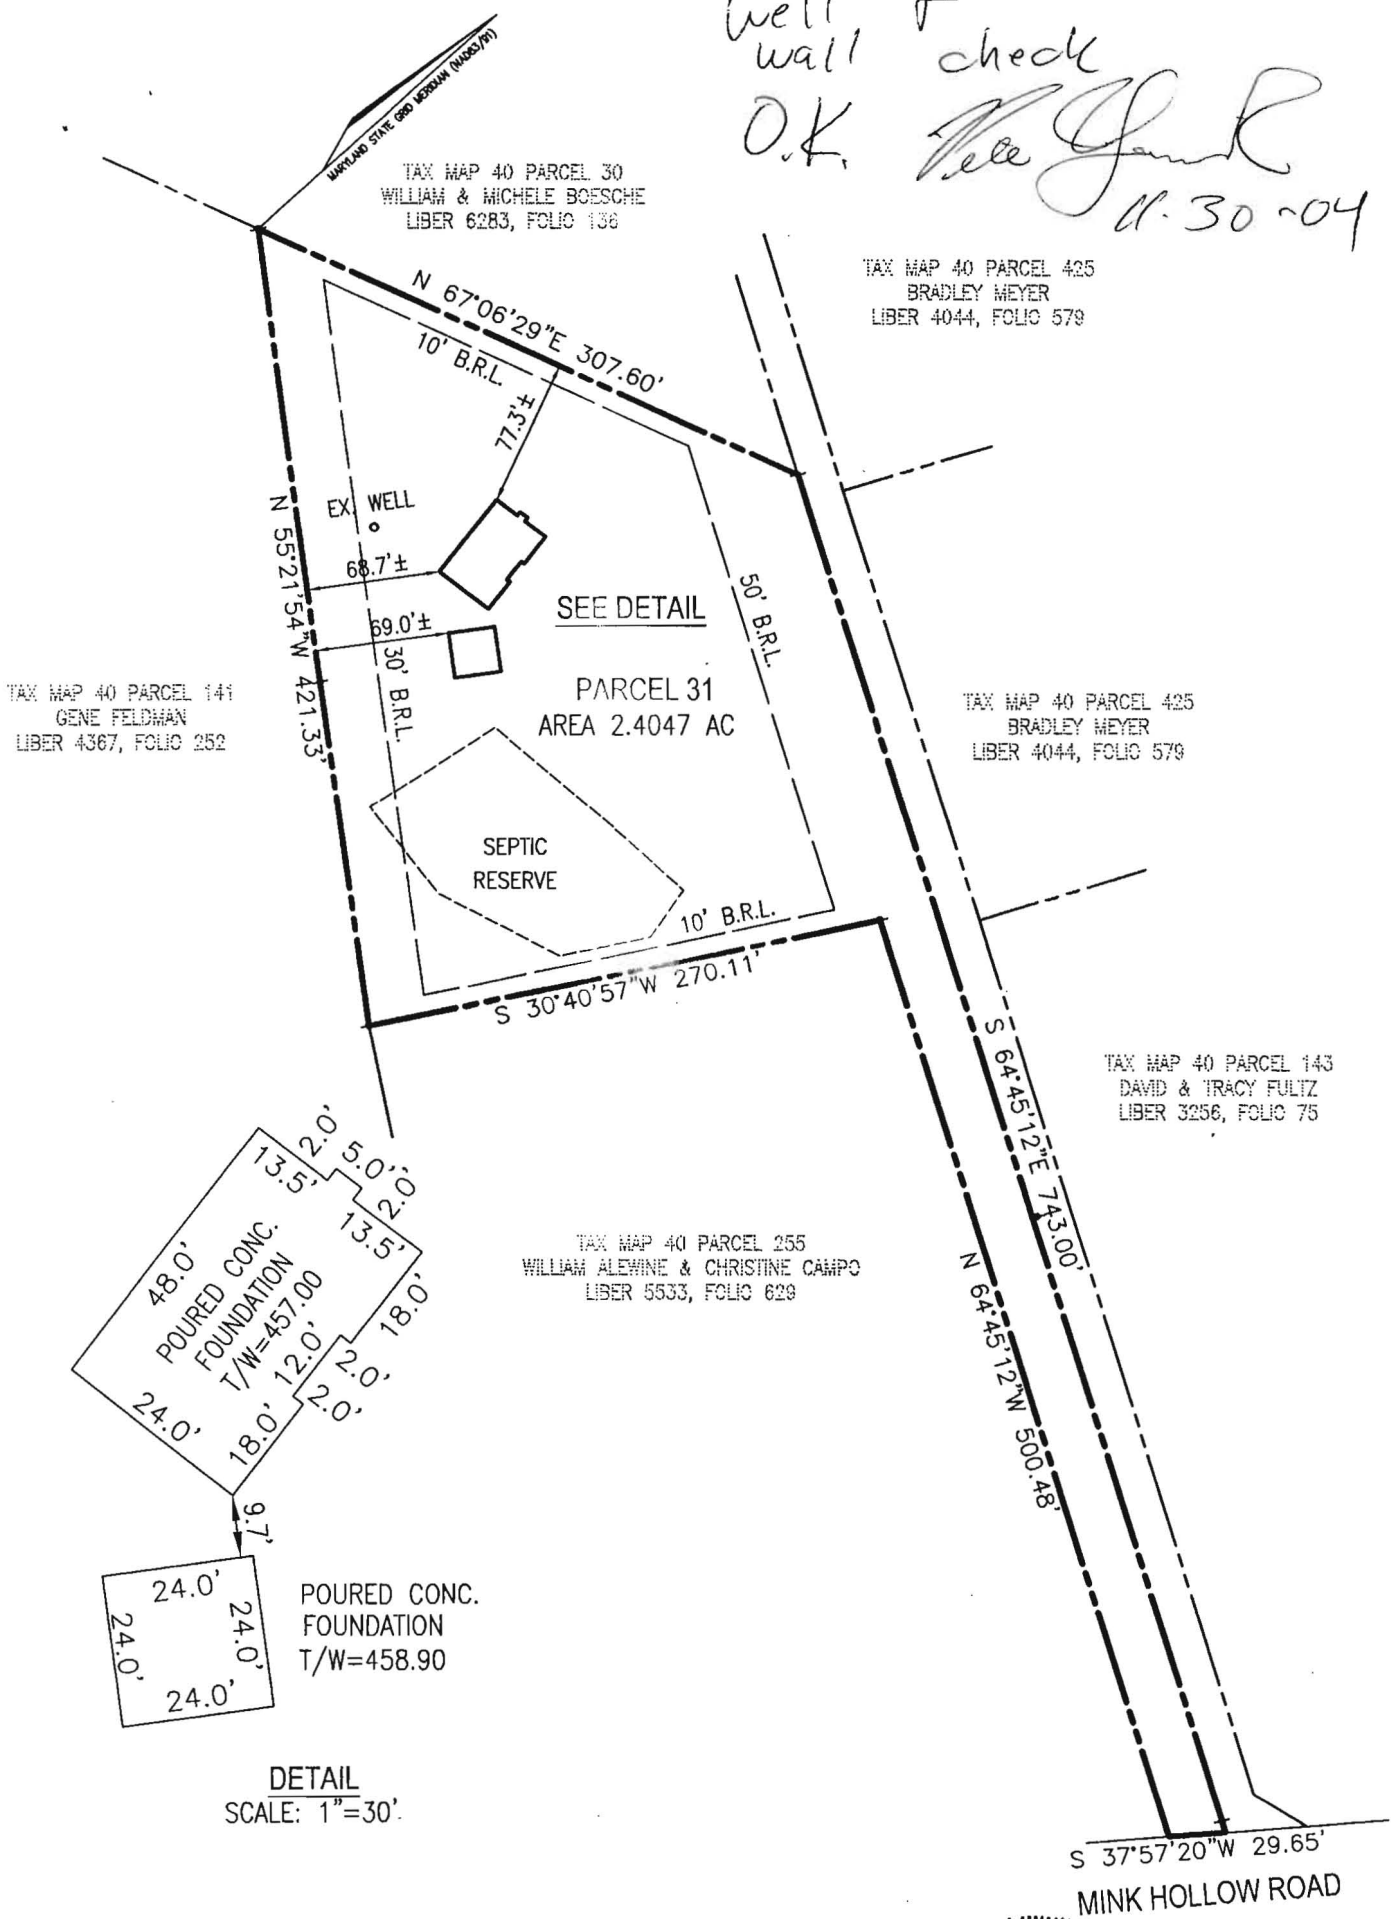 well
wall check
O.K.
11-30-04
MARYLAND STATE GRID MERIDIAN (NAD83/91)
TAX MAP 40 PARCEL 30
WILLIAM & MICHELE BOESCHE
LIBER 6283, FOLIO 136
TAX MAP 40 PARCEL 425
BRADLEY MEYER
LIBER 4044, FOLIO 579
N 67°06'29"E 307.60'
10' B.R.L.
77.3'±
EX. WELL
N 55°21'54"W 421.33'
68.7'±
50' B.R.L.
SEE DETAIL
69.0'±
30' B.R.L.
PARCEL 31
AREA 2.4047 AC
TAX MAP 40 PARCEL 141
GENE FELDMAN
LIBER 4367, FOLIO 252
TAX MAP 40 PARCEL 425
BRADLEY MEYER
LIBER 4044, FOLIO 579
SEPTIC
RESERVE
10' B.R.L.
S 30°40'57"W 270.11'
S 64°45'12"E 743.00'
TAX MAP 40 PARCEL 143
DAVID & TRACY FULTZ
LIBER 3256, FOLIO 75
2.0'
13.5'
5.0'
2.0'
13.5'
48.0'
POURED CONC.
FOUNDATION
T/W=457.00
12.0'
18.0'
2.0'
2.0'
24.0'
18.0'
TAX MAP 40 PARCEL 255
WILLIAM ALEWINE & CHRISTINE CAMPO
LIBER 5533, FOLIO 629
N 64°45'12"W 500.48'
9.7'
24.0'
24.0'
24.0'
24.0'
POURED CONC.
FOUNDATION
T/W=458.90
DETAIL
SCALE: 1"=30'
S 37°57'20"W 29.65'
MINK HOLLOW ROAD